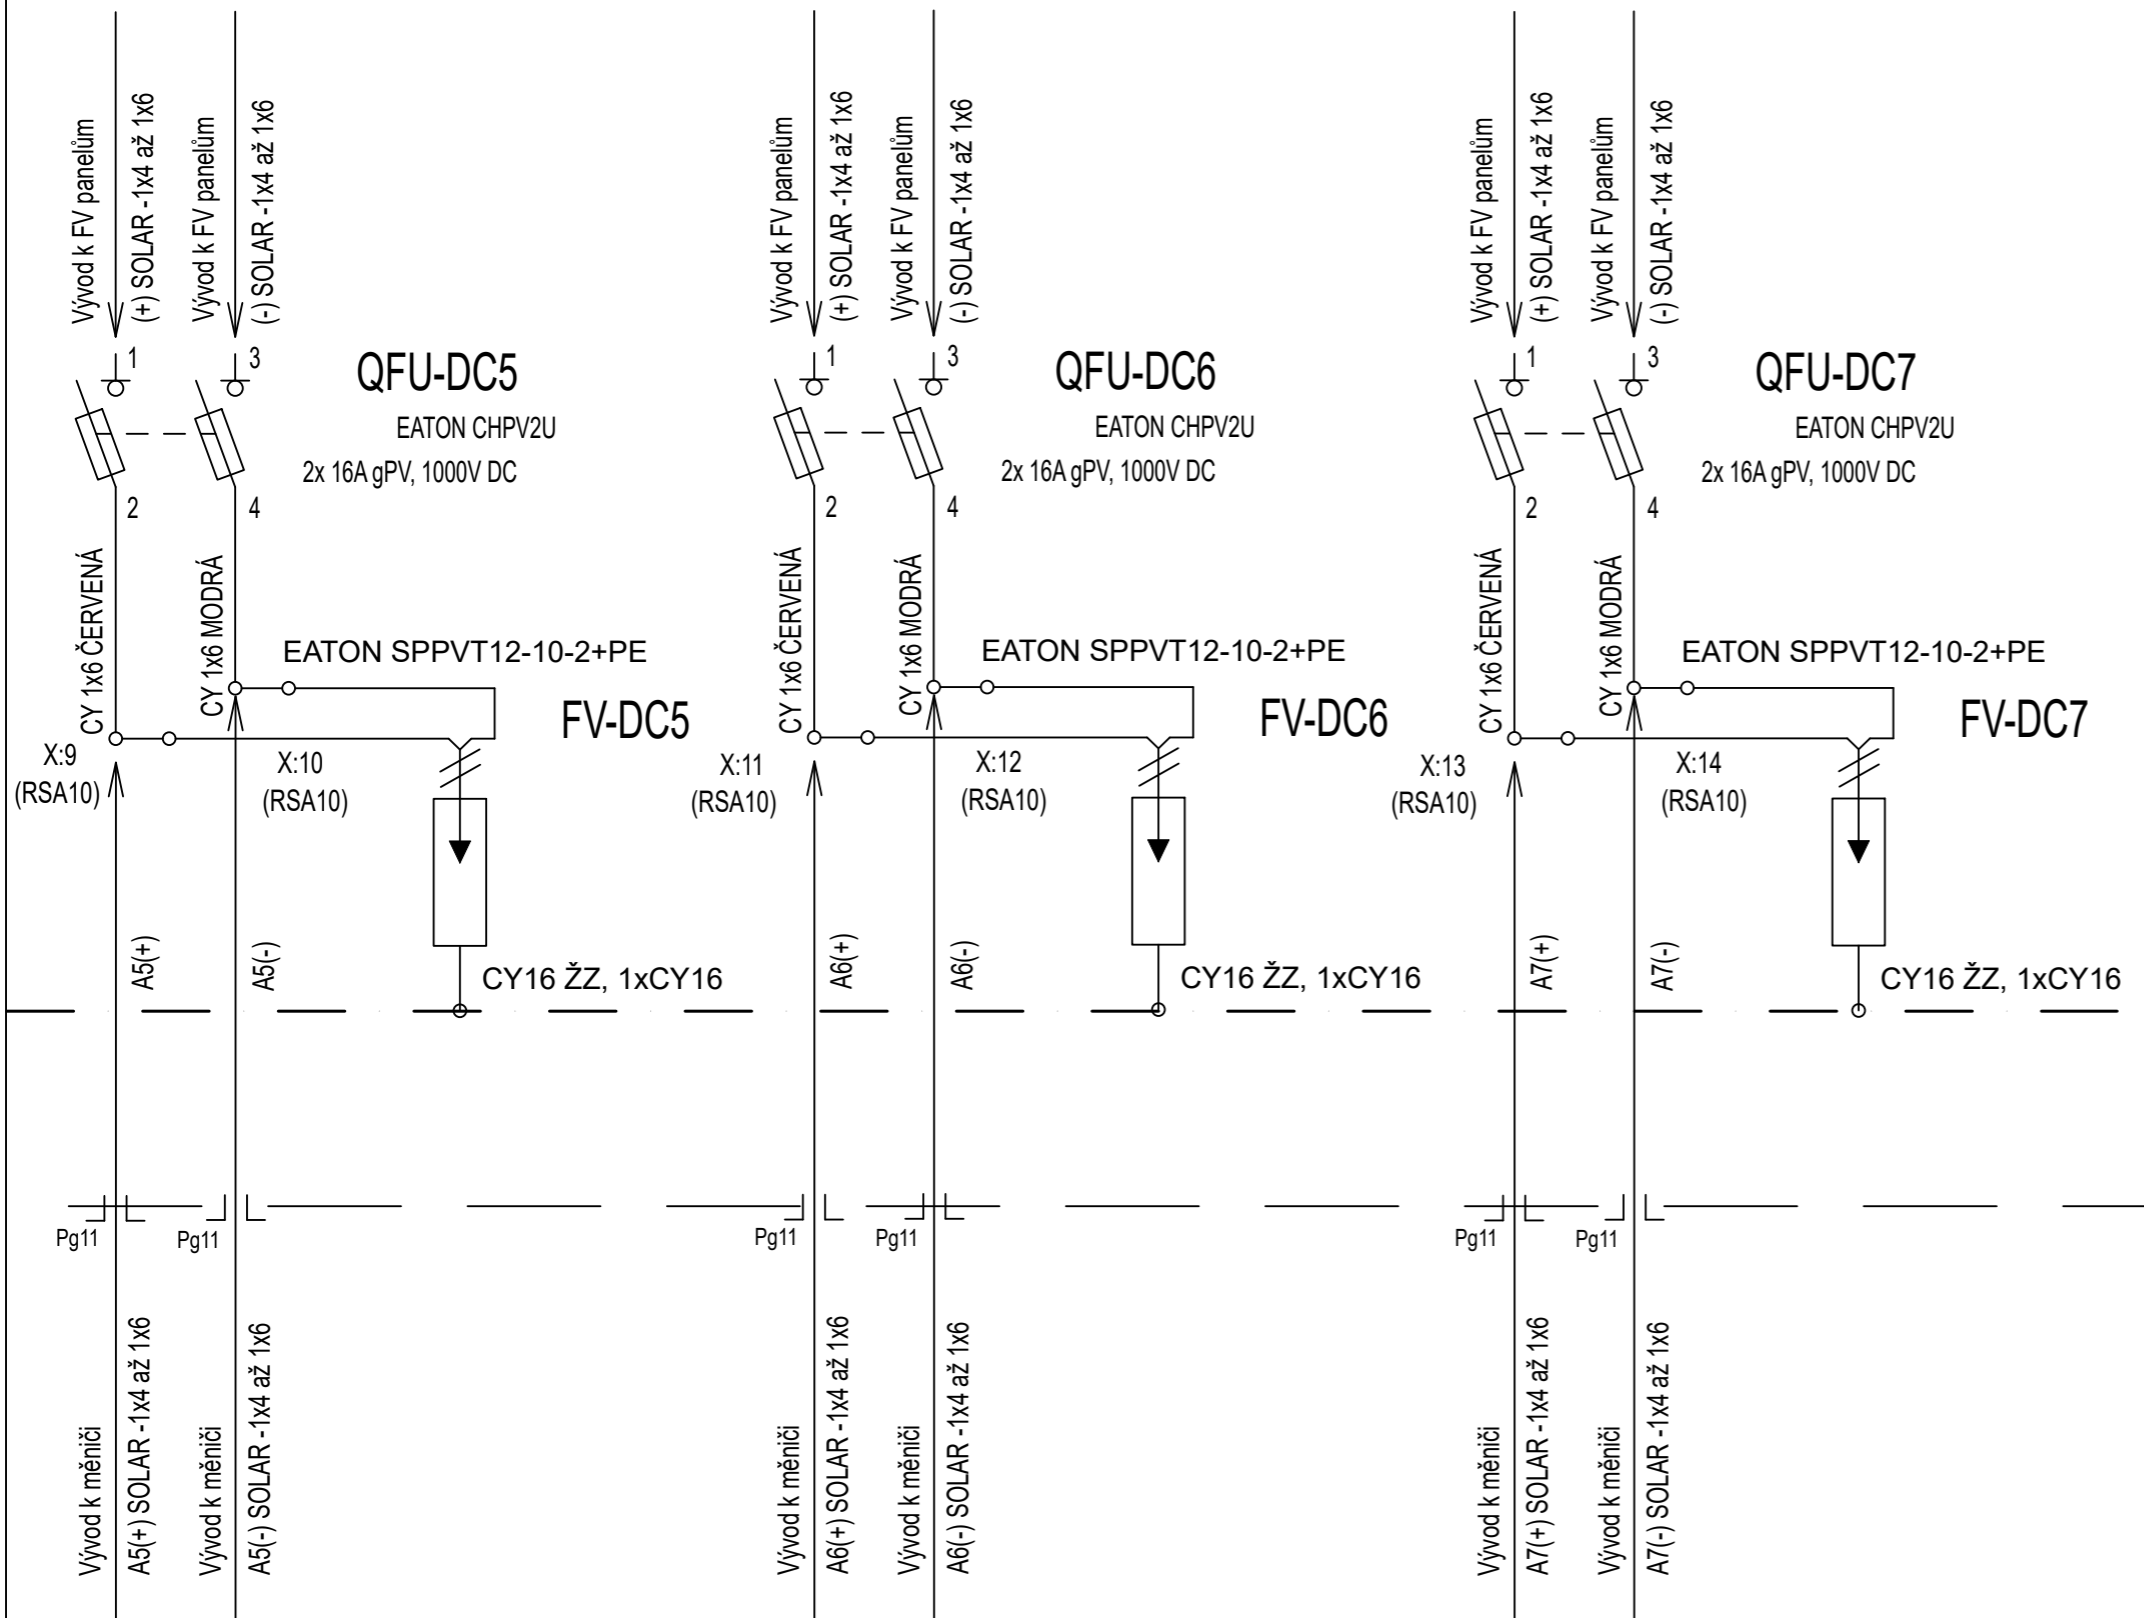 Vývod k FV panelům
(+) SOLAR -1x4 až 1x6
Vývod k FV panelům
(-) SOLAR -1x4 až 1x6
1
3
QFU-DC5
EATON CHPV2U
2x 16A gPV, 1000V DC
2
4
CY 1x6 ČERVENÁ
CY 1x6 MODRÁ
EATON SPPVT12-10-2+PE
FV-DC5
X:9
(RSA10)
X:10
(RSA10)
A5(+)
A5(-)
CY16 ŽZ, 1xCY16
Pg11
Pg11
Vývod k měniči
A5(+) SOLAR -1x4 až 1x6
Vývod k měniči
A5(-) SOLAR -1x4 až 1x6
Vývod k FV panelům
(+) SOLAR -1x4 až 1x6
Vývod k FV panelům
(-) SOLAR -1x4 až 1x6
1
3
QFU-DC6
EATON CHPV2U
2x 16A gPV, 1000V DC
2
4
CY 1x6 ČERVENÁ
CY 1x6 MODRÁ
EATON SPPVT12-10-2+PE
FV-DC6
X:11
(RSA10)
X:12
(RSA10)
A6(+)
A6(-)
CY16 ŽZ, 1xCY16
Pg11
Pg11
Vývod k měniči
A6(+) SOLAR -1x4 až 1x6
Vývod k měniči
A6(-) SOLAR -1x4 až 1x6
Vývod k FV panelům
(+) SOLAR -1x4 až 1x6
Vývod k FV panelům
(-) SOLAR -1x4 až 1x6
1
3
QFU-DC7
EATON CHPV2U
2x 16A gPV, 1000V DC
2
4
CY 1x6 ČERVENÁ
CY 1x6 MODRÁ
EATON SPPVT12-10-2+PE
FV-DC7
X:13
(RSA10)
X:14
(RSA10)
A7(+)
A7(-)
CY16 ŽZ, 1xCY16
Pg11
Pg11
Vývod k měniči
A7(+) SOLAR -1x4 až 1x6
Vývod k měniči
A7(-) SOLAR -1x4 až 1x6